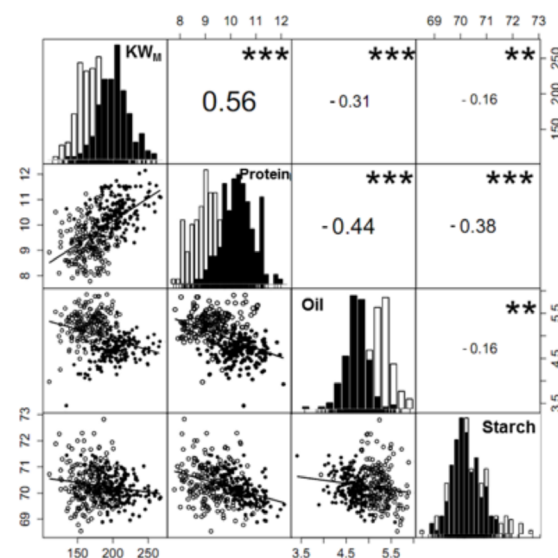 8 9 10 11 12 69 70 71 72 73
KW_M *** *** **
0.56 - 0.31 - 0.16
150 200 250
Protein *** ***
- 0.44 - 0.38
8 9 10 11 12
Oil **
- 0.16
3.5 4.5 5.5
Starch
69 70 71 72 73
150 200 250 3.5 4.5 5.5